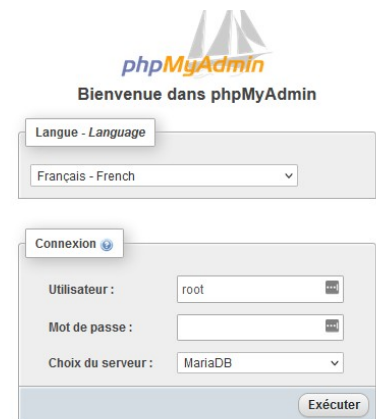 phpMyAdmin
Bienvenue dans phpMyAdmin
Langue - Language
Français - French
Connexion
Utilisateur : root
Mot de passe :
Choix du serveur : MariaDB
Exécuter